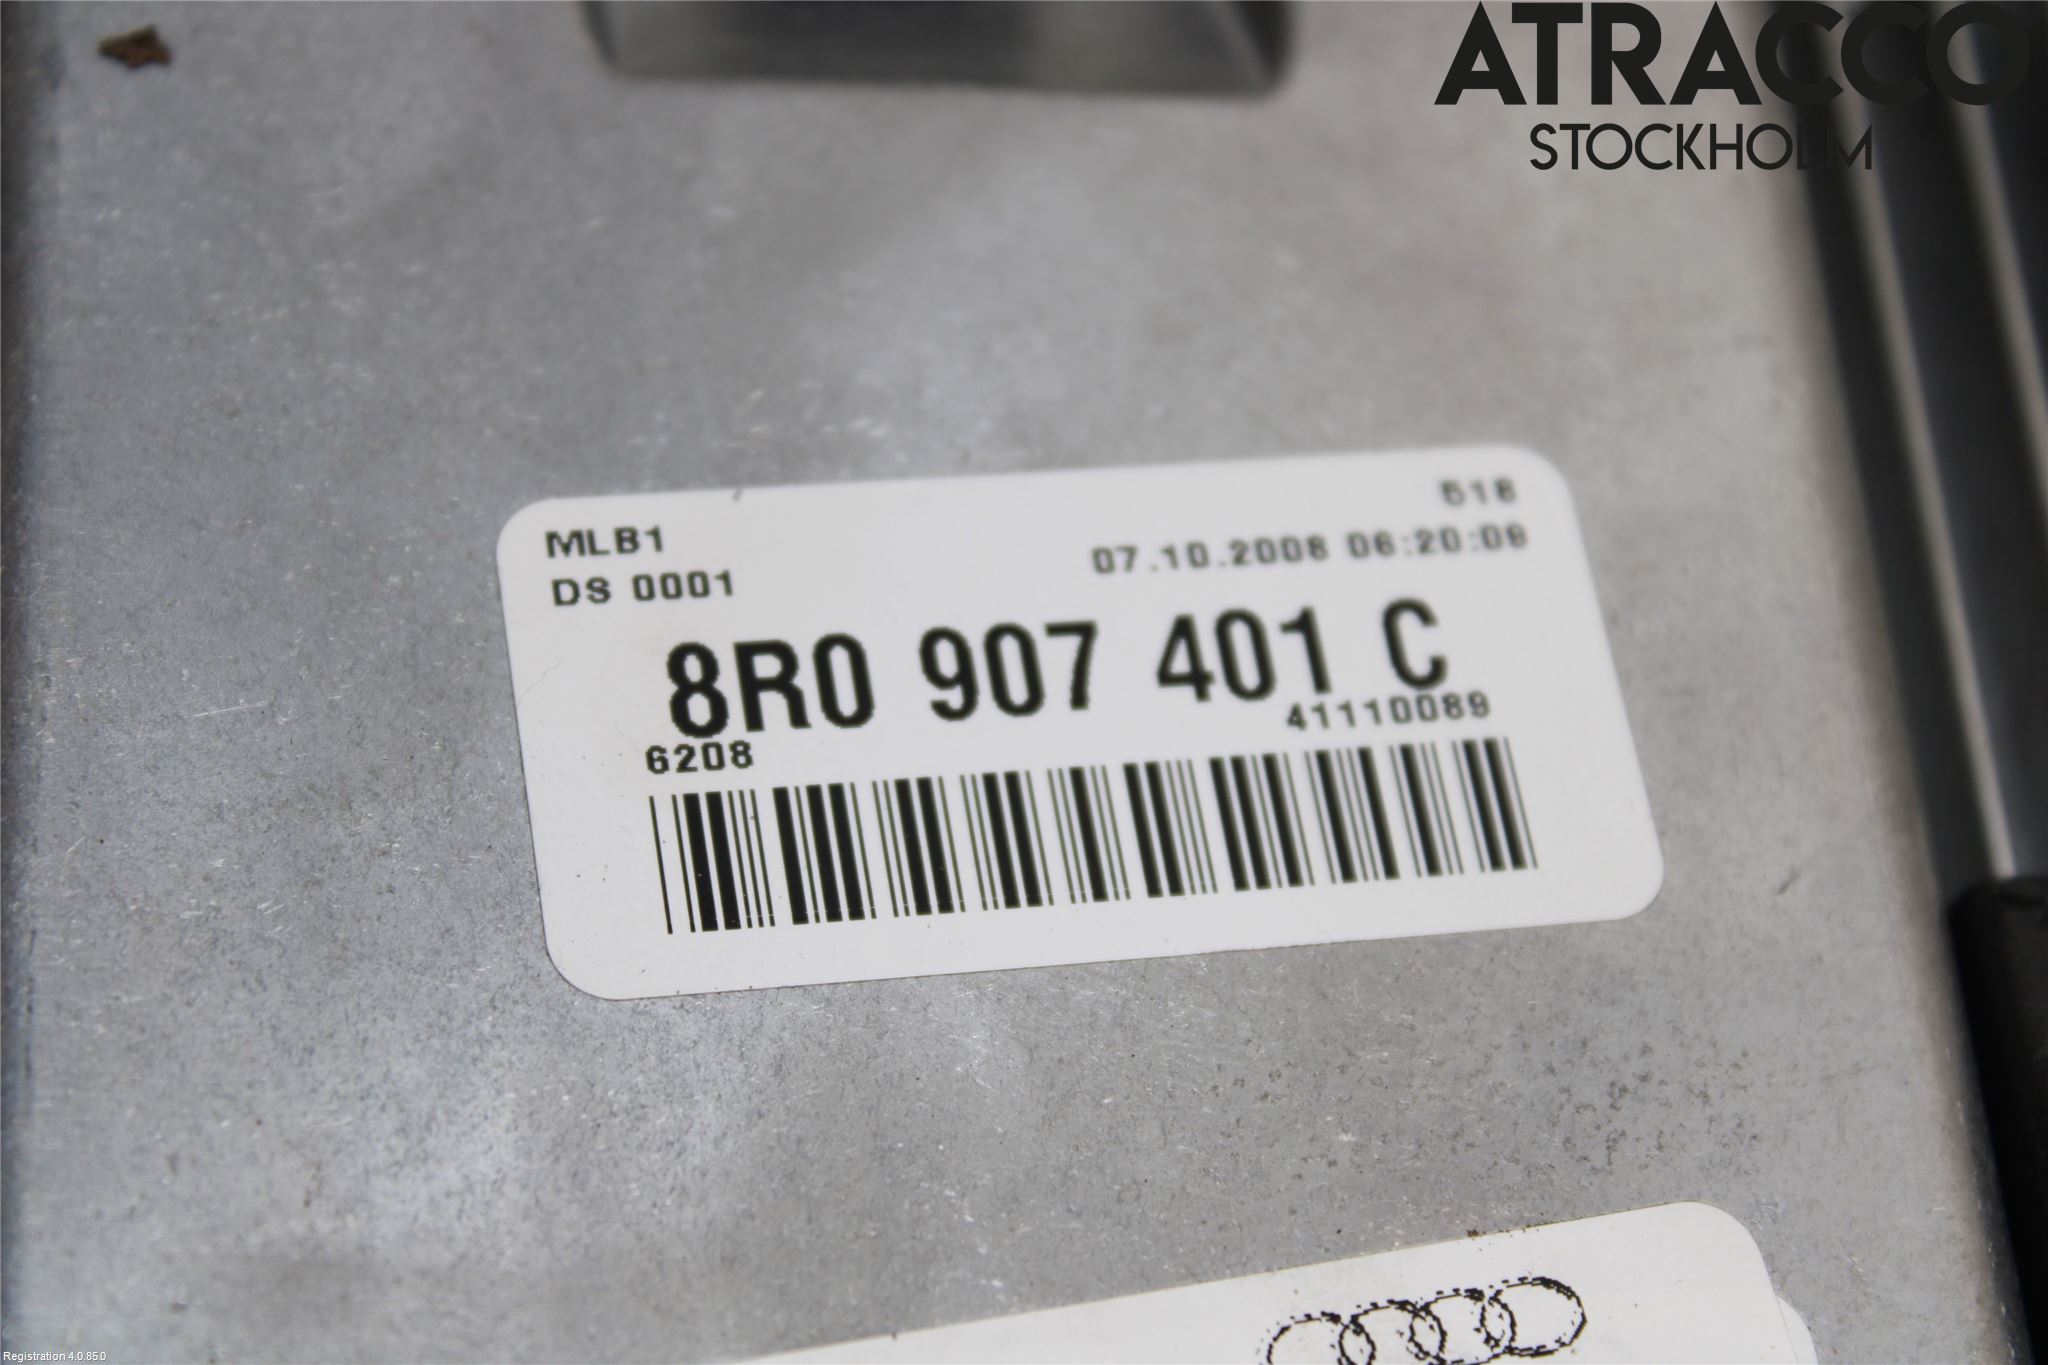 ATRACCO
STOCKHOLM
518
MLB1
07.10.2008 06:20:09
DS 0001
8R0 907 401 C
41110089
6208
Registration 4.0.85.0